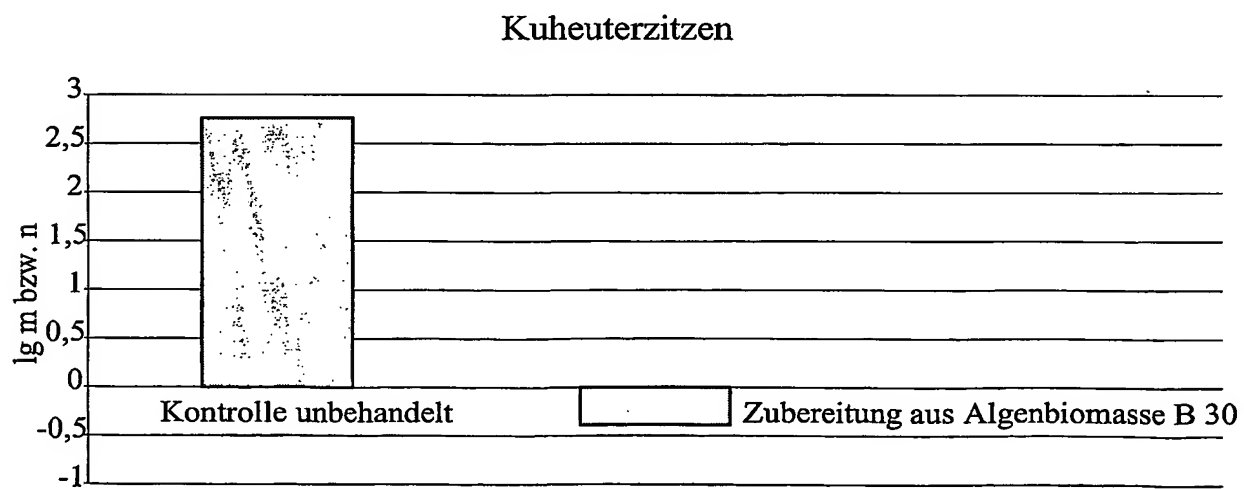 Kuheuterzitzen
3
2,5
2
1,5
1
0,5
0
-0,5
-1
lg m bzw. n
Kontrolle unbehandelt
Zubereitung aus Algenbiomasse B 30